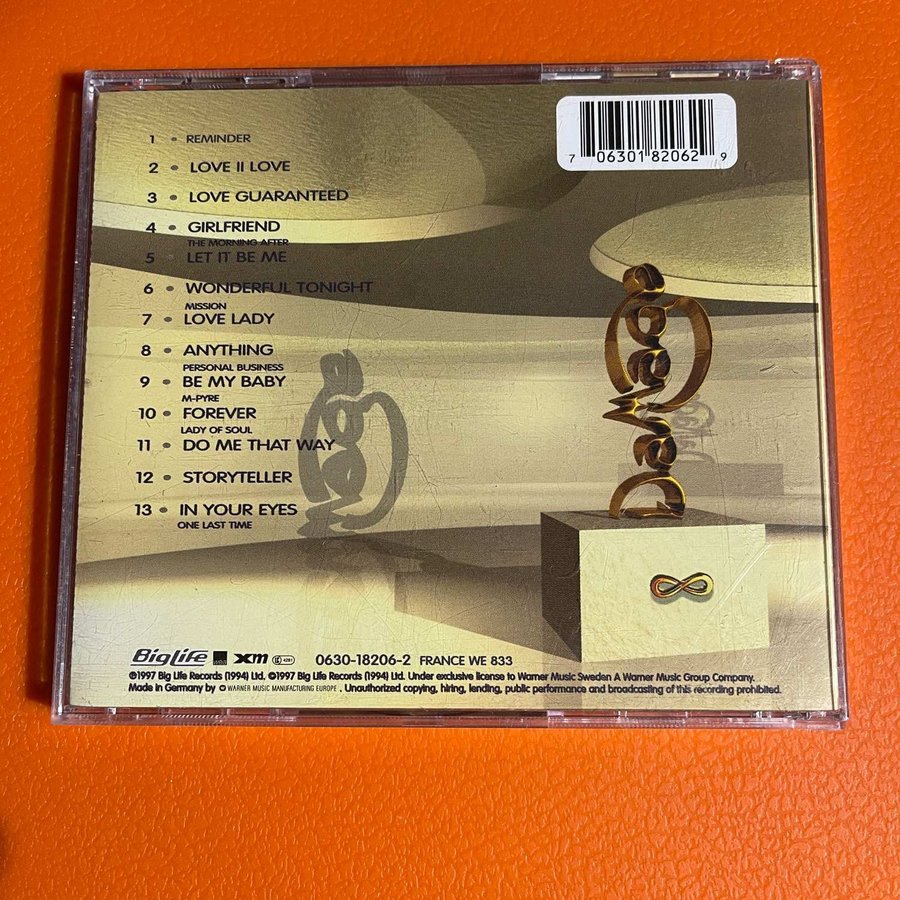 7 06301 82062 9
1 • REMINDER
2 • LOVE II LOVE
3 • LOVE GUARANTEED
4 • GIRLFRIEND
THE MORNING AFTER
5 • LET IT BE ME
6 • WONDERFUL TONIGHT
MISSION
7 • LOVE LADY
8 • ANYTHING
PERSONAL BUSINESS
9 • BE MY BABY
M-PYRE
10 • FOREVER
LADY OF SOUL
11 • DO ME THAT WAY
12 • STORYTELLER
13 • IN YOUR EYES
ONE LAST TIME
Damage
BigLife XM LC 4281 0630-18206-2 FRANCE WE 833
℗1997 Big Life Records (1994) Ltd. ©1997 Big Life Records (1994) Ltd. Under exclusive license to Warner Music Sweden A Warner Music Group Company.
Made in Germany by WARNER MUSIC MANUFACTURING EUROPE. Unauthorized copying, hiring, lending, public performance and broadcasting of this recording prohibited.